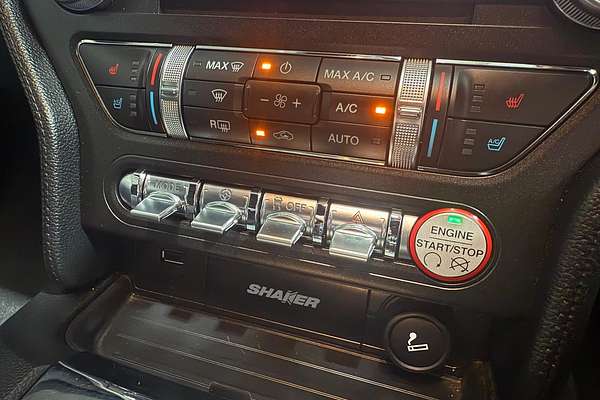 MAX
MAX A/C
A/C
R
AUTO
A/C
MODE
OFF
ENGINE
START/STOP
SHAKER